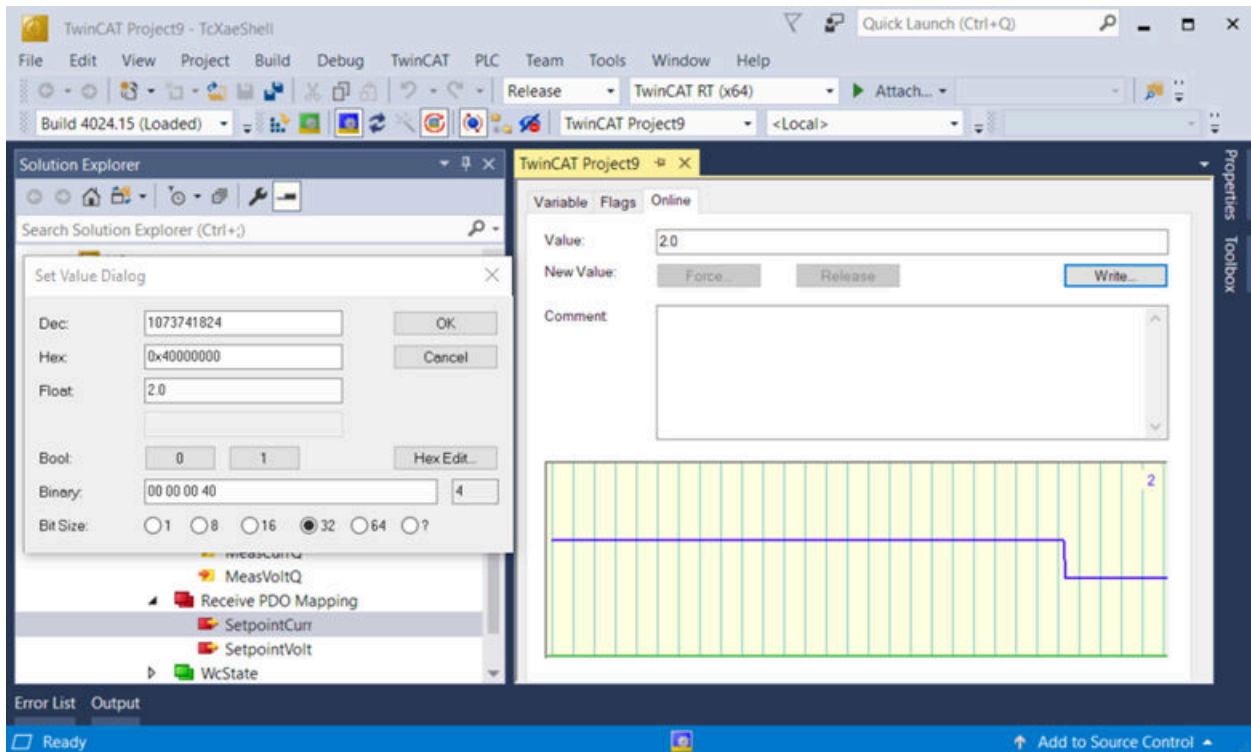 TwinCAT Project9 - TcXaeShell
Quick Launch (Ctrl+Q)
File Edit View Project Build Debug TwinCAT PLC Team Tools Window Help
Release TwinCAT RT (x64) Attach...
Build 4024.15 (Loaded) TwinCAT Project9 <Local>
Solution Explorer
Search Solution Explorer (Ctrl+;)
Set Value Dialog
Dec: 1073741824 OK
Hex: 0x40000000 Cancel
Float: 2.0
Bool: 0 1 Hex Edit...
Binary: 00 00 00 40 4
Bit Size: 1 8 16 32 64 ?
MeasCurrQ
MeasVoltQ
Receive PDO Mapping
SetpointCurr
SetpointVolt
WcState
TwinCAT Project9
Variable Flags Online
Value: 2.0
New Value: Force... Release Write...
Comment:
2
Properties
Toolbox
Error List Output
Ready
Add to Source Control